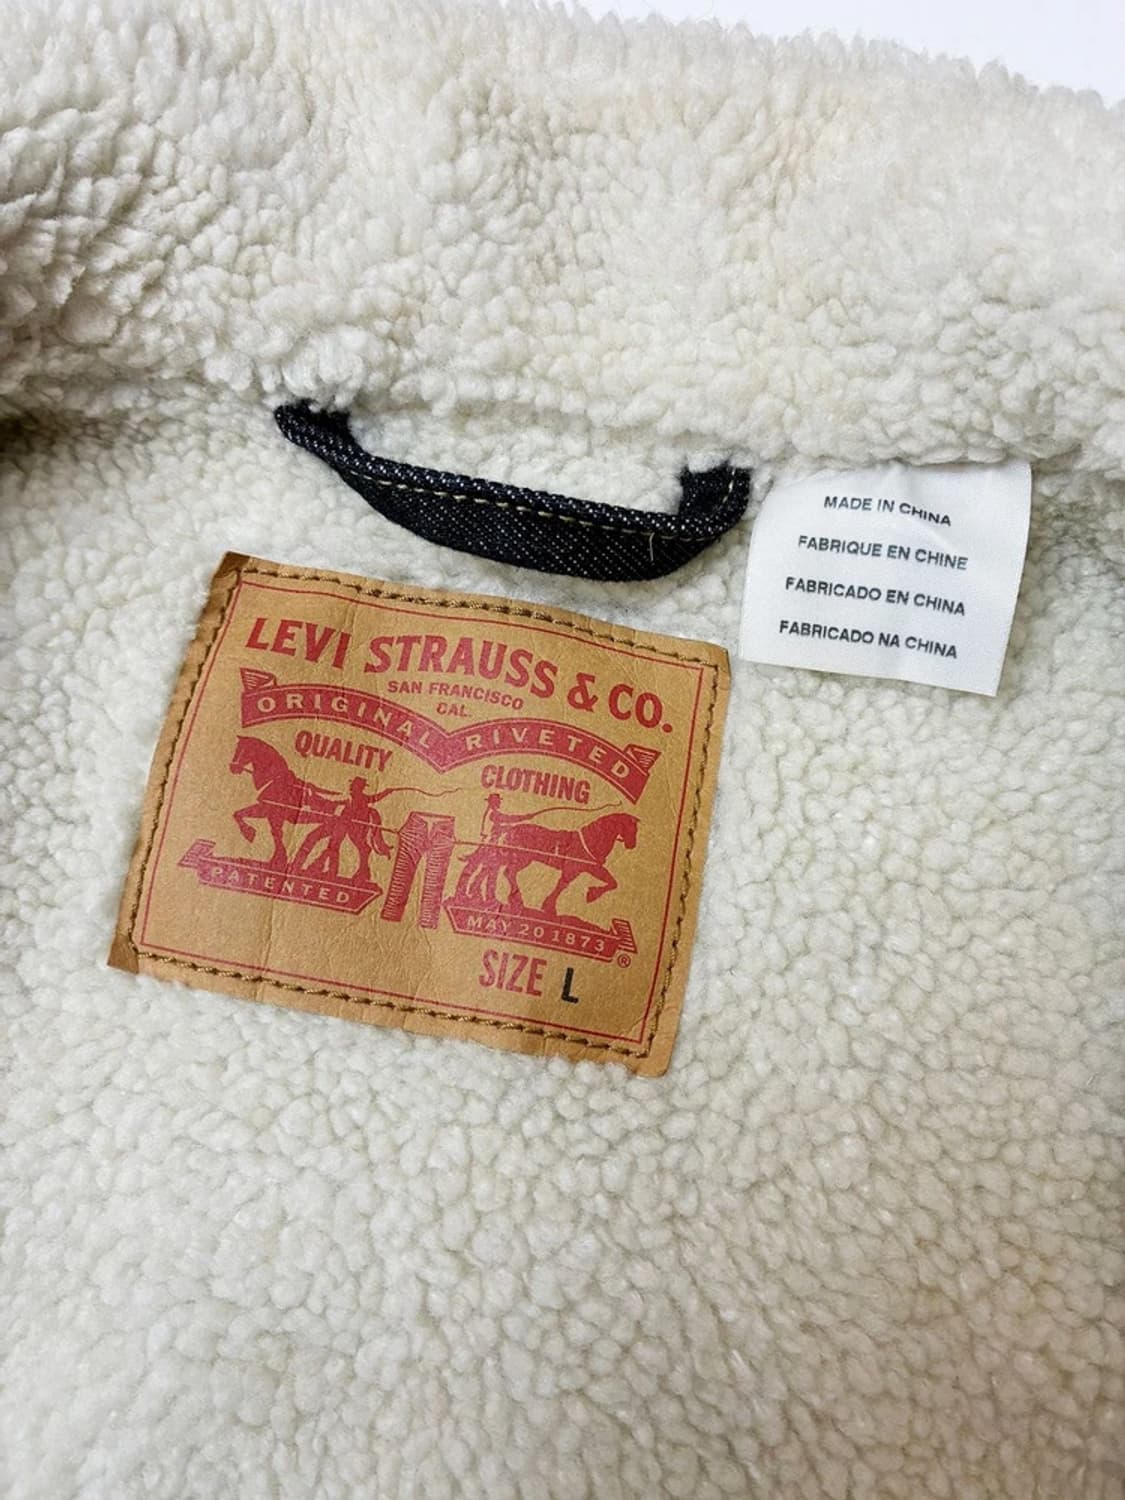 MADE IN CHINA
FABRIQUE EN CHINE
FABRICADO EN CHINA
FABRICADO NA CHINA
LEVI STRAUSS & CO.
SAN FRANCISCO
CAL.
ORIGINAL RIVETED
QUALITY CLOTHING
PATENTED
MAY 20 1873
®
SIZE L